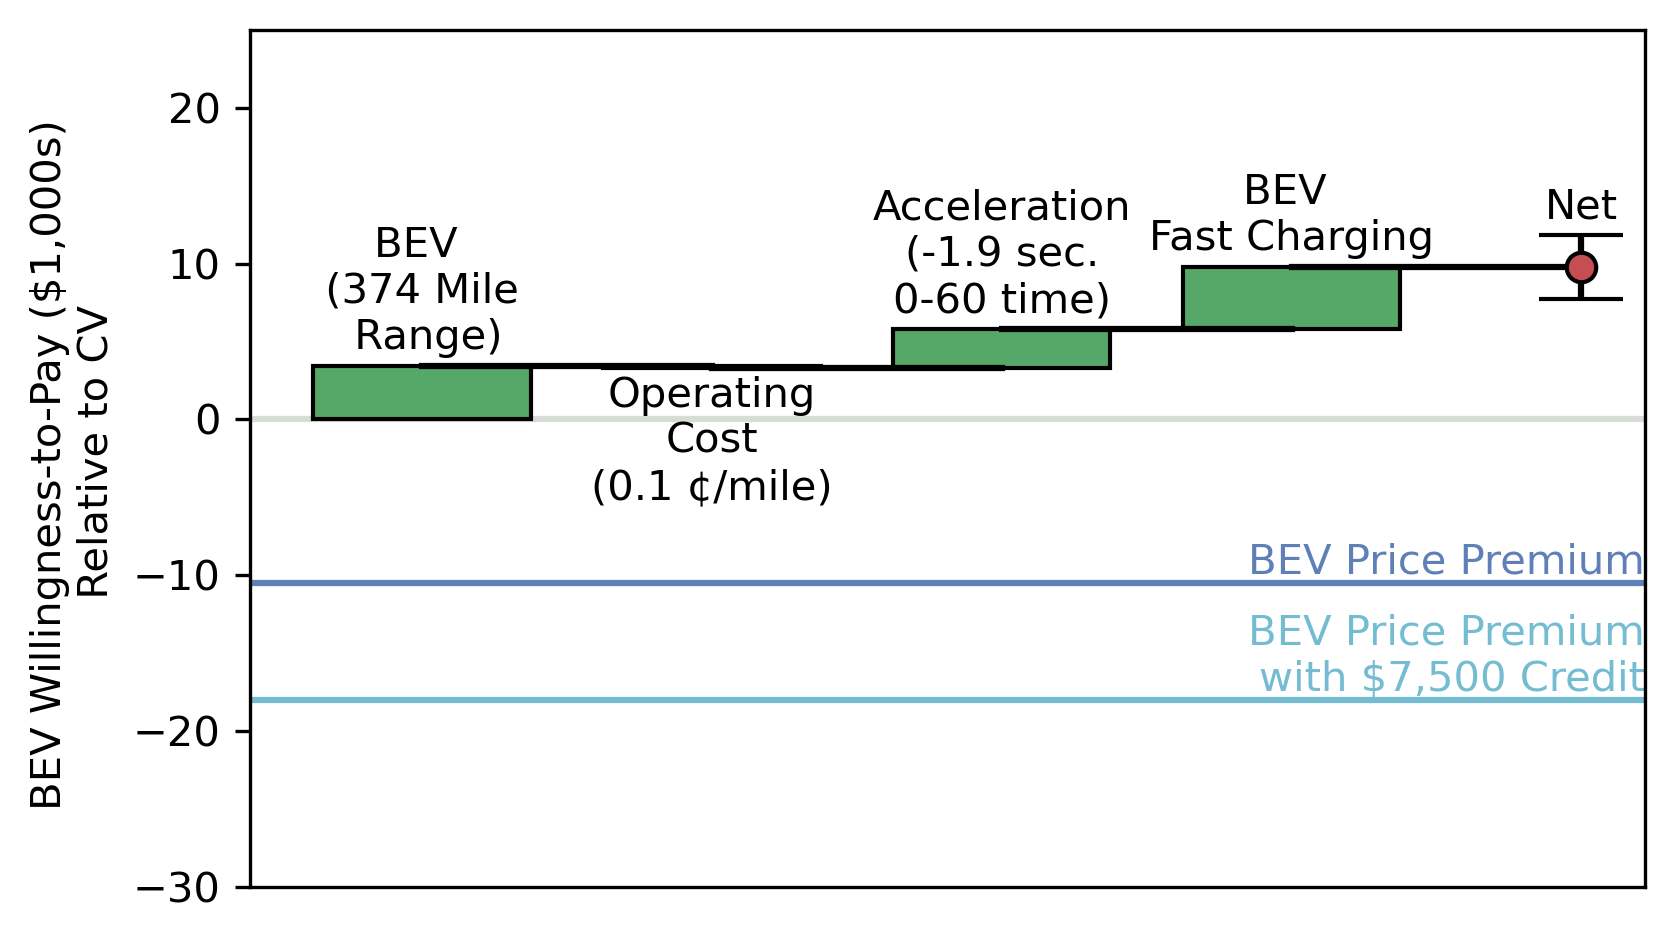 BEV Willingness-to-Pay ($1,000s)
Relative to CV
20
10
0
−10
−20
−30
BEV
(374 Mile
Range)
Operating
Cost
(0.1 ¢/mile)
Acceleration
(-1.9 sec.
0-60 time)
BEV
Fast Charging
Net
BEV Price Premium
BEV Price Premium
with $7,500 Credit